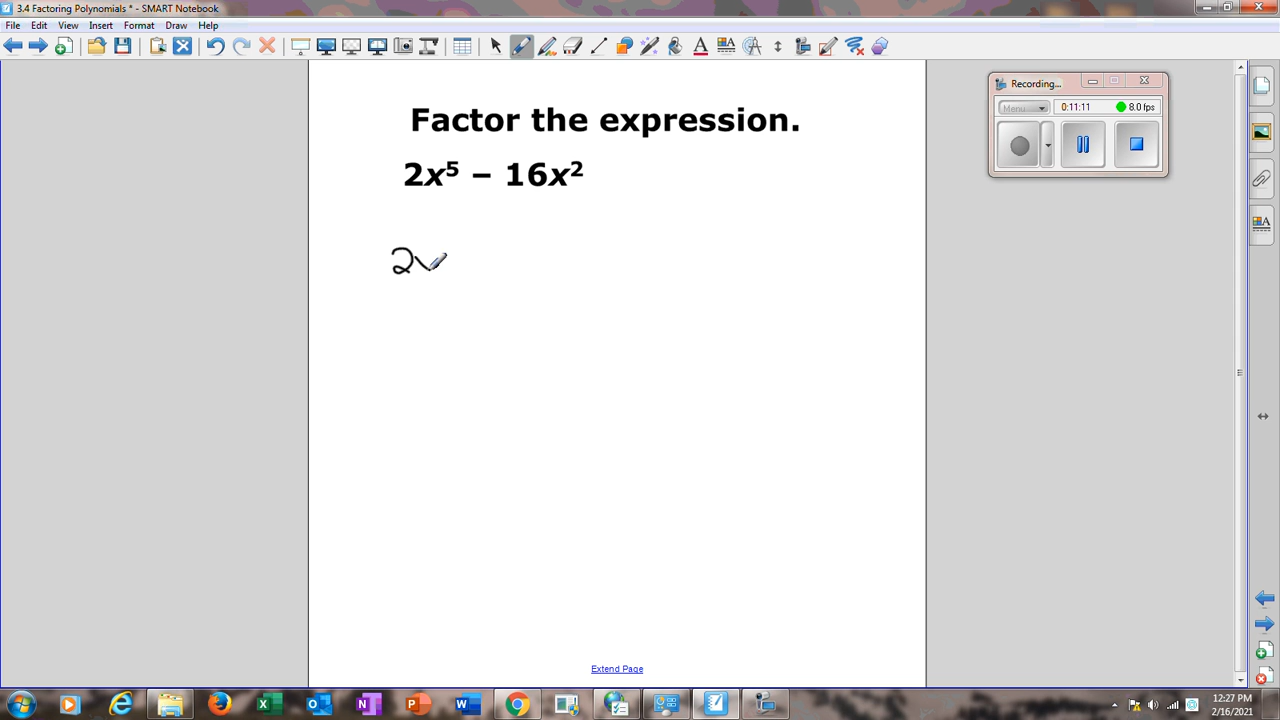 3.4 Factoring Polynomials * - SMART Notebook
File Edit View Insert Format Draw Help
Recording...
Menu 0:11:11 8.0 fps
Factor the expression.
2x⁵ – 16x²
2x
Extend Page
12:27 PM
2/16/2021